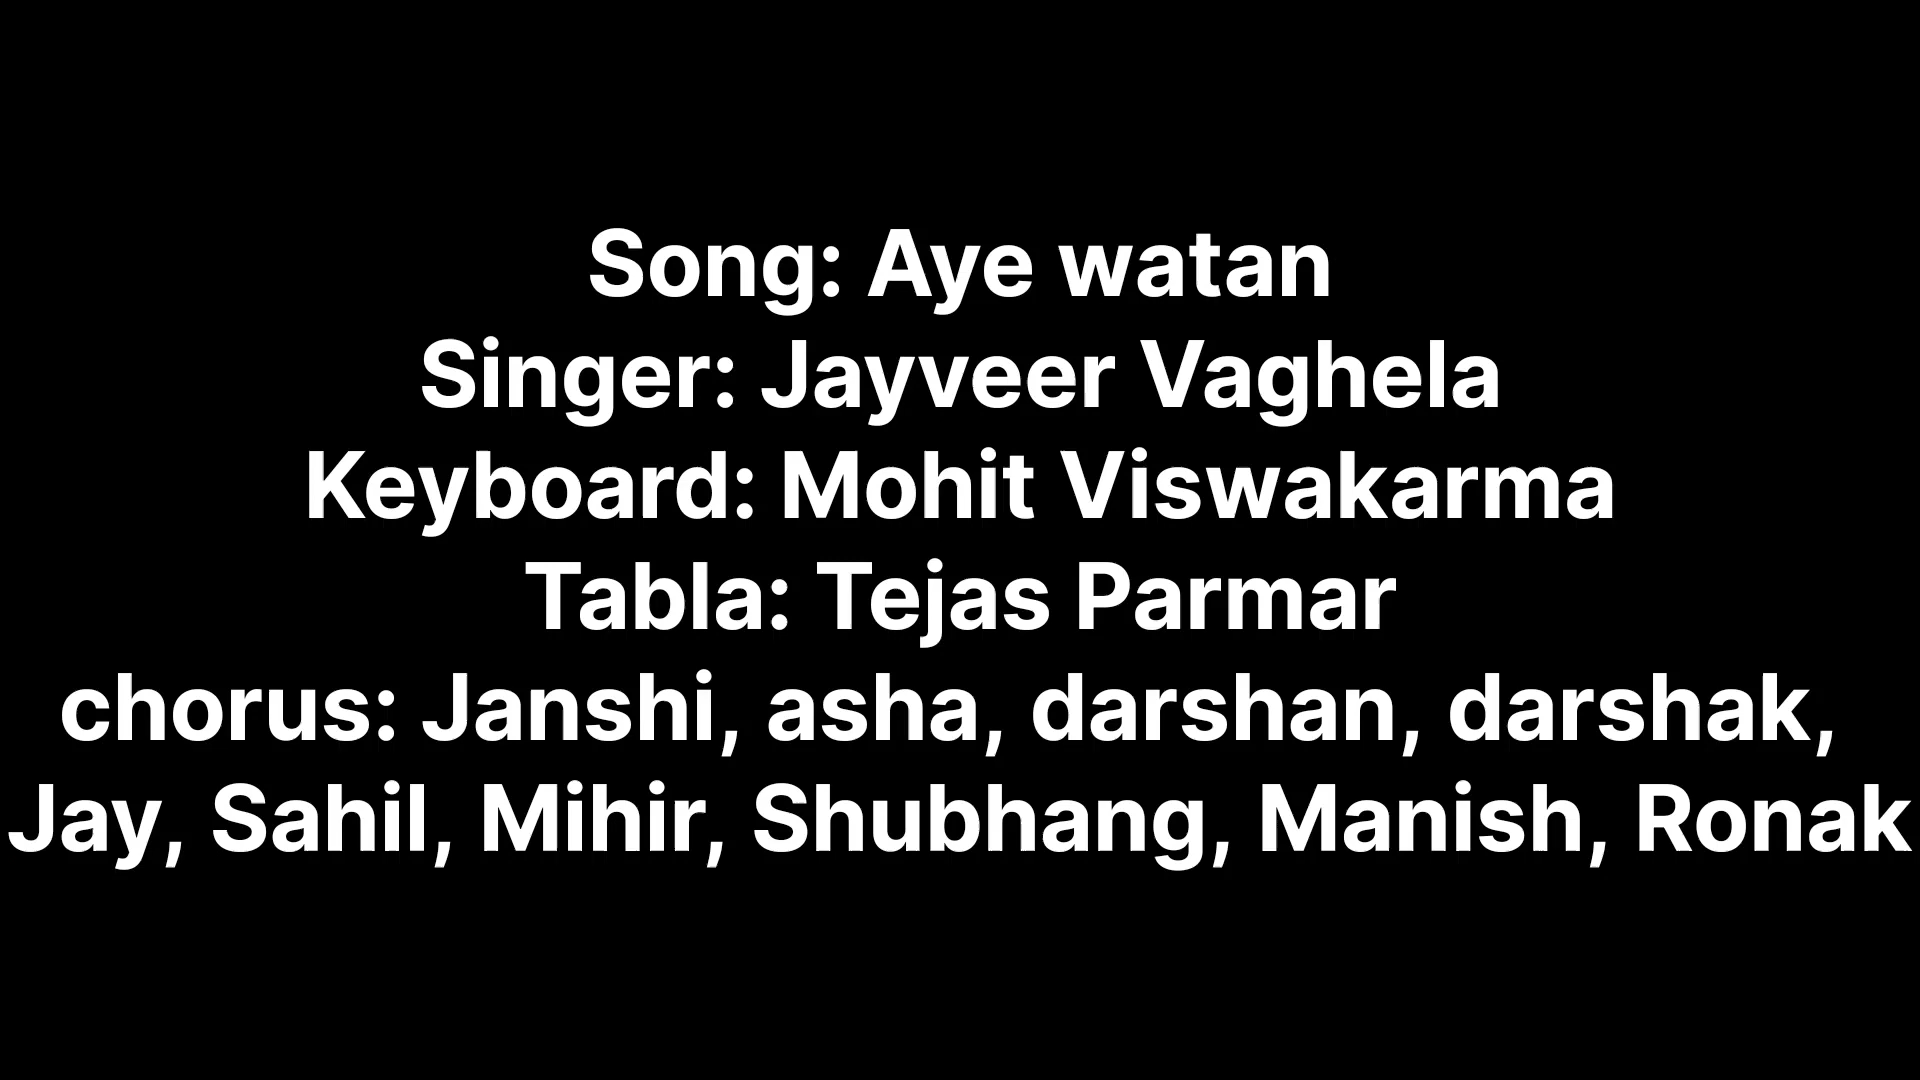 Song: Aye watan
Singer: Jayveer Vaghela
Keyboard: Mohit Viswakarma
Tabla: Tejas Parmar
chorus: Janshi, asha, darshan, darshak,
Jay, Sahil, Mihir, Shubhang, Manish, Ronak